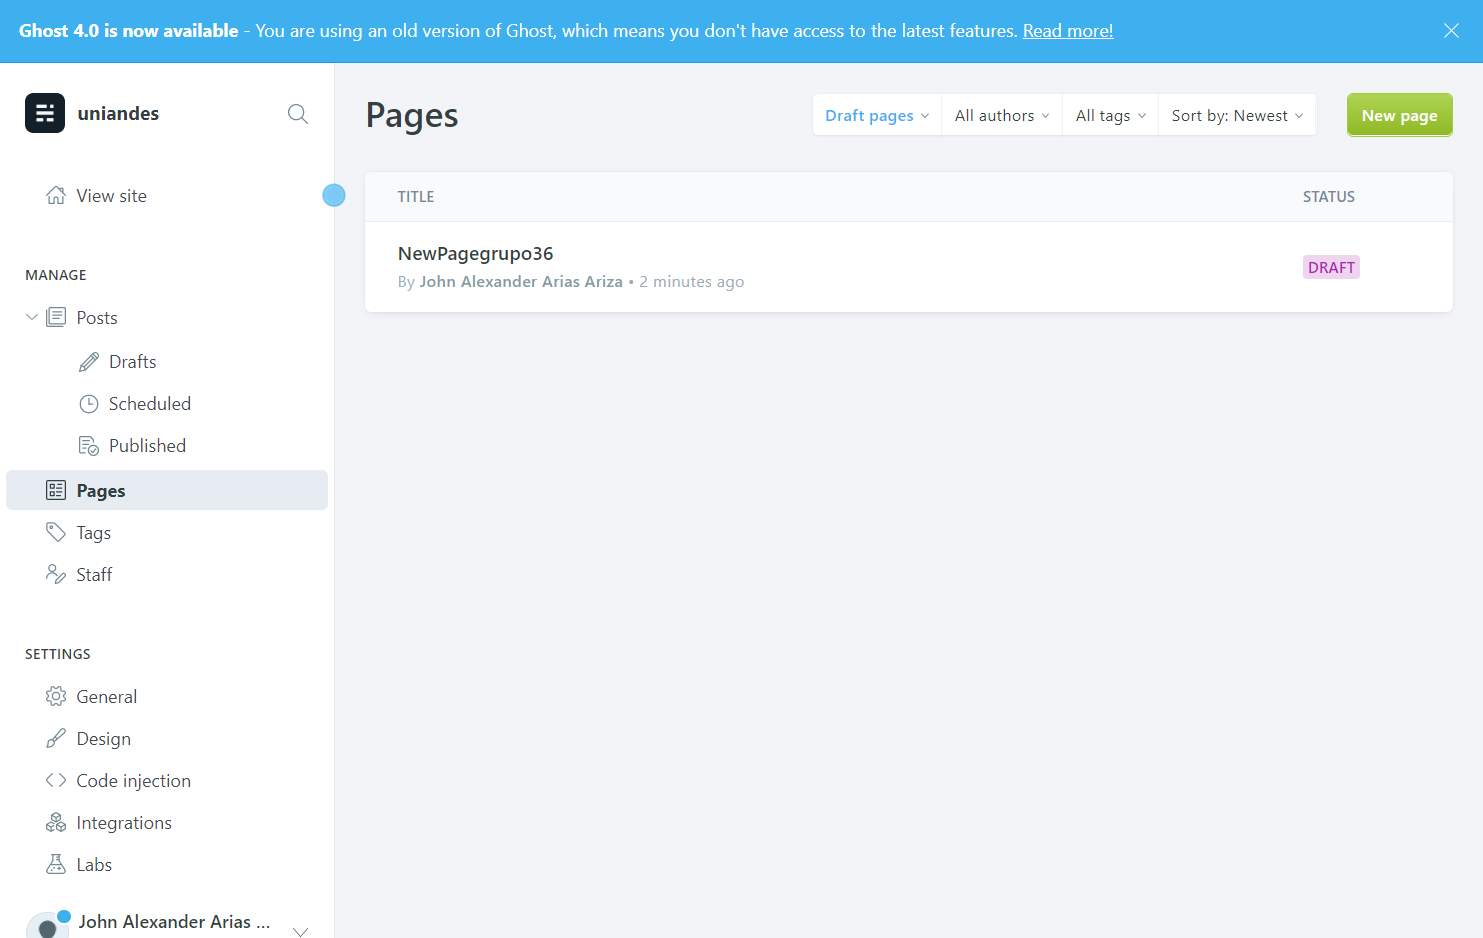 Ghost 4.0 is now available - You are using an old version of Ghost, which means you don't have access to the latest features. Read more!
uniandes
View site
MANAGE
Posts
Drafts
Scheduled
Published
Pages
Tags
Staff
SETTINGS
General
Design
Code injection
Integrations
Labs
John Alexander Arias ...
Pages
Draft pages All authors All tags Sort by: Newest New page
TITLE STATUS
NewPagegrupo36
By John Alexander Arias Ariza • 2 minutes ago
DRAFT